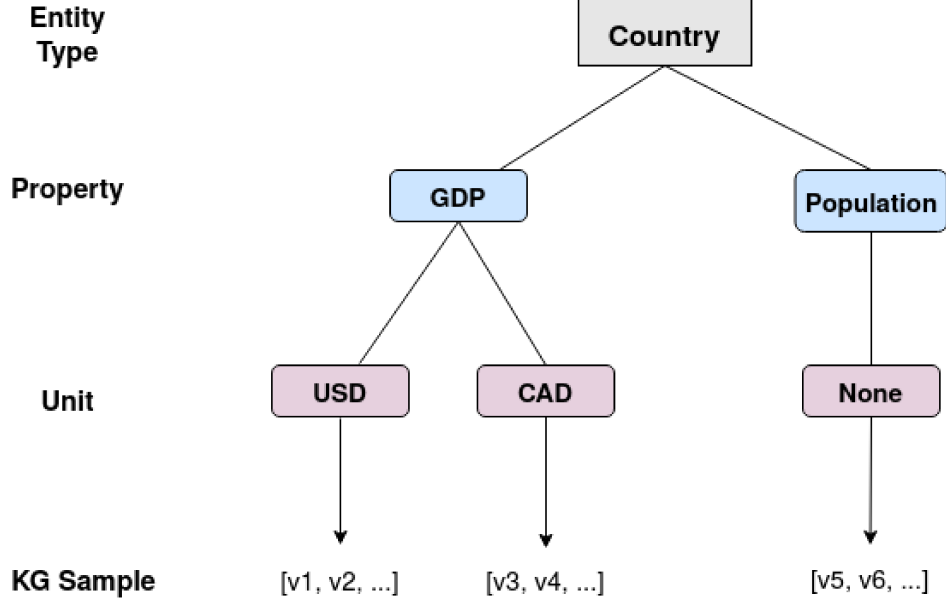 Entity
Type
Country
Property
GDP
Population
Unit
USD
CAD
None
KG Sample
[v1, v2, ...]
[v3, v4, ...]
[v5, v6, ...]